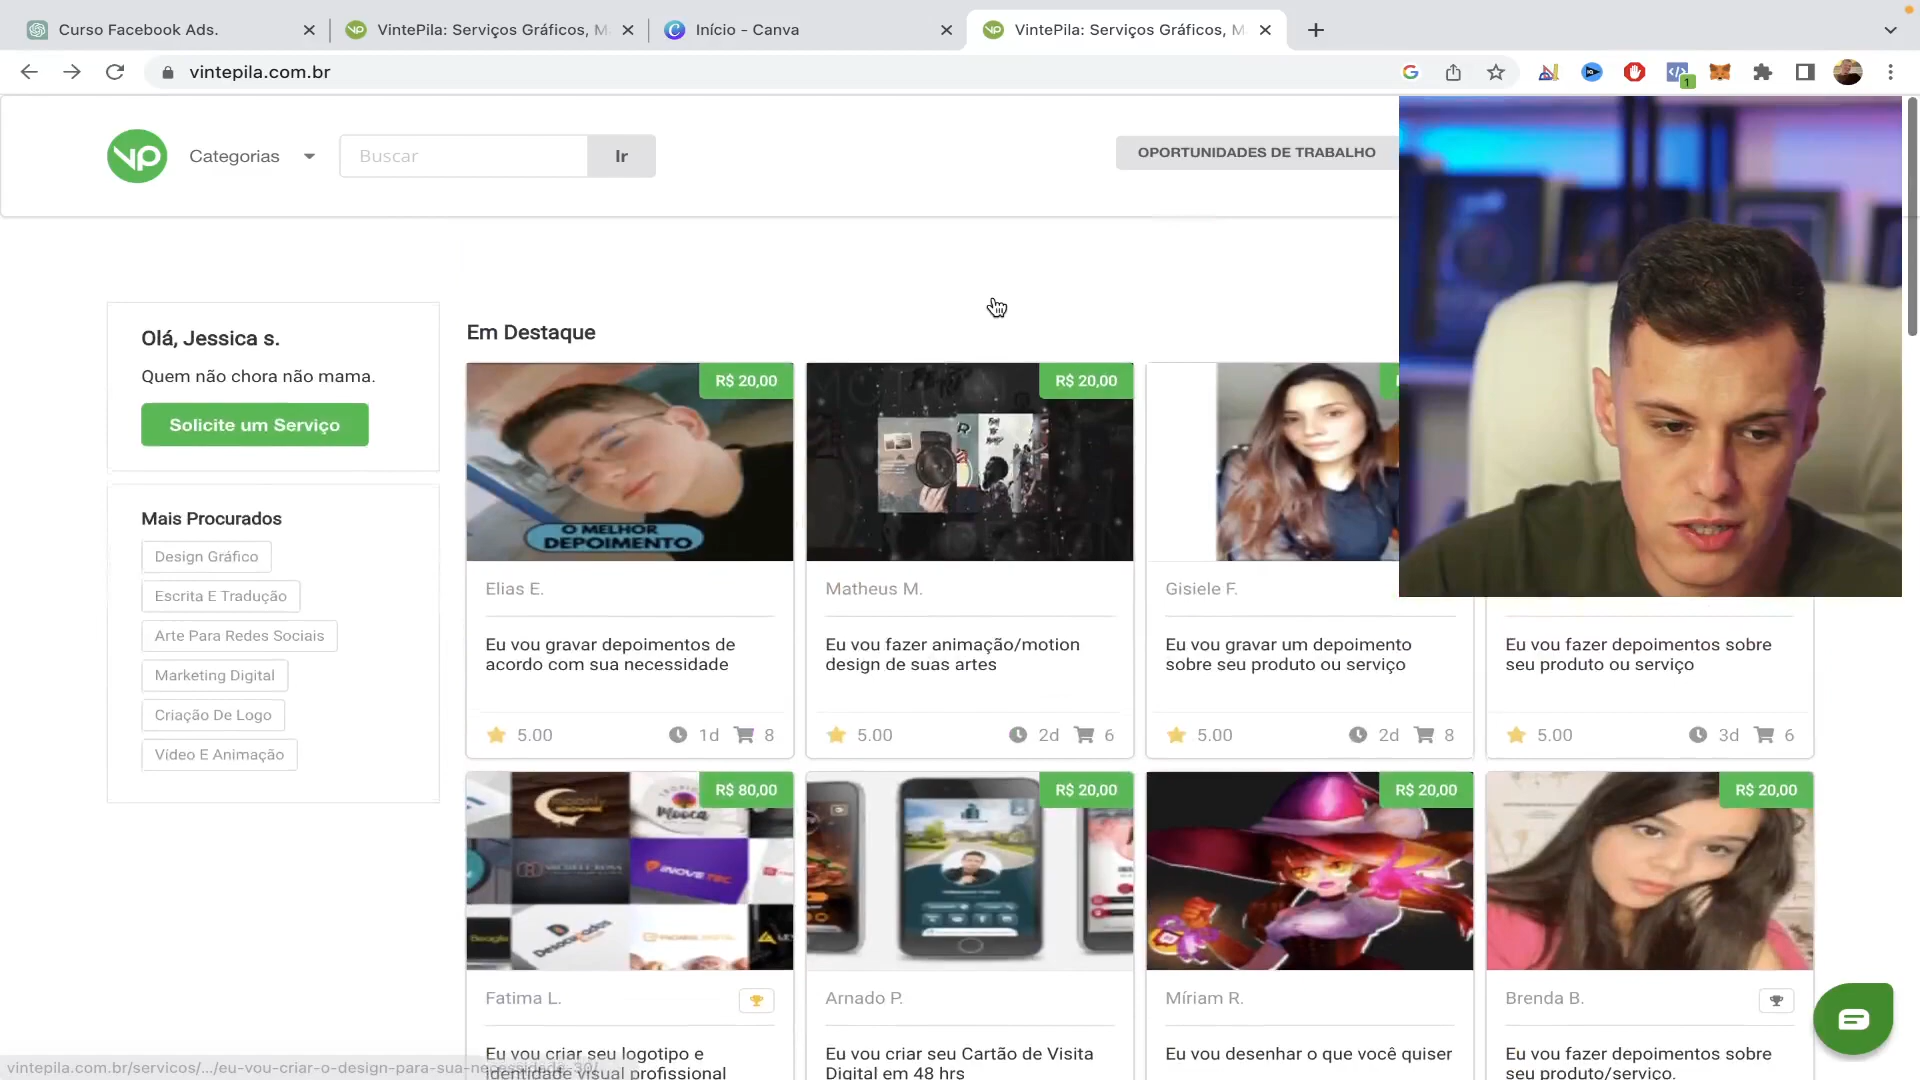 Curso Facebook Ads.
VintePila: Serviços Gráficos, M
Início - Canva
VintePila: Serviços Gráficos, M
vintepila.com.br
1
vp
Categorias
Buscar
Ir
OPORTUNIDADES DE TRABALHO
Olá, Jessica s.
Quem não chora não mama.
Solicite um Serviço
Mais Procurados
Design Gráfico
Escrita E Tradução
Arte Para Redes Sociais
Marketing Digital
Criação De Logo
Vídeo E Animação
Em Destaque
R$ 20,00
O MELHOR
DEPOIMENTO
Elias E.
Eu vou gravar depoimentos de
acordo com sua necessidade
5.00 1d 8
R$ 20,00
Matheus M.
Eu vou fazer animação/motion
design de suas artes
5.00 2d 6
Gisiele F.
Eu vou gravar um depoimento
sobre seu produto ou serviço
5.00 2d 8
Eu vou fazer depoimentos sobre
seu produto ou serviço
5.00 3d 6
R$ 80,00
Mooca
INOVE TEC
Fatima L.
Eu vou criar seu logotipo e
identidade visual profissional
R$ 20,00
Arnado P.
Eu vou criar seu Cartão de Visita
Digital em 48 hrs
R$ 20,00
Míriam R.
Eu vou desenhar o que você quiser
R$ 20,00
Brenda B.
Eu vou fazer depoimentos sobre
seu produto/serviço.
vintepila.com.br/servicos/.../eu-vou-criar-o-design-para-sua-necessidade-30/